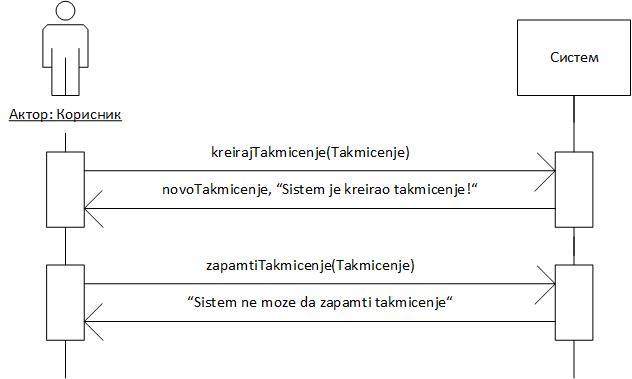 Систем
Актор: Корисник
kreirajTakmicenje(Takmicenje)
novoTakmicenje, “Sistem je kreirao takmicenje!“
zapamtiTakmicenje(Takmicenje)
“Sistem ne moze da zapamti takmicenje“